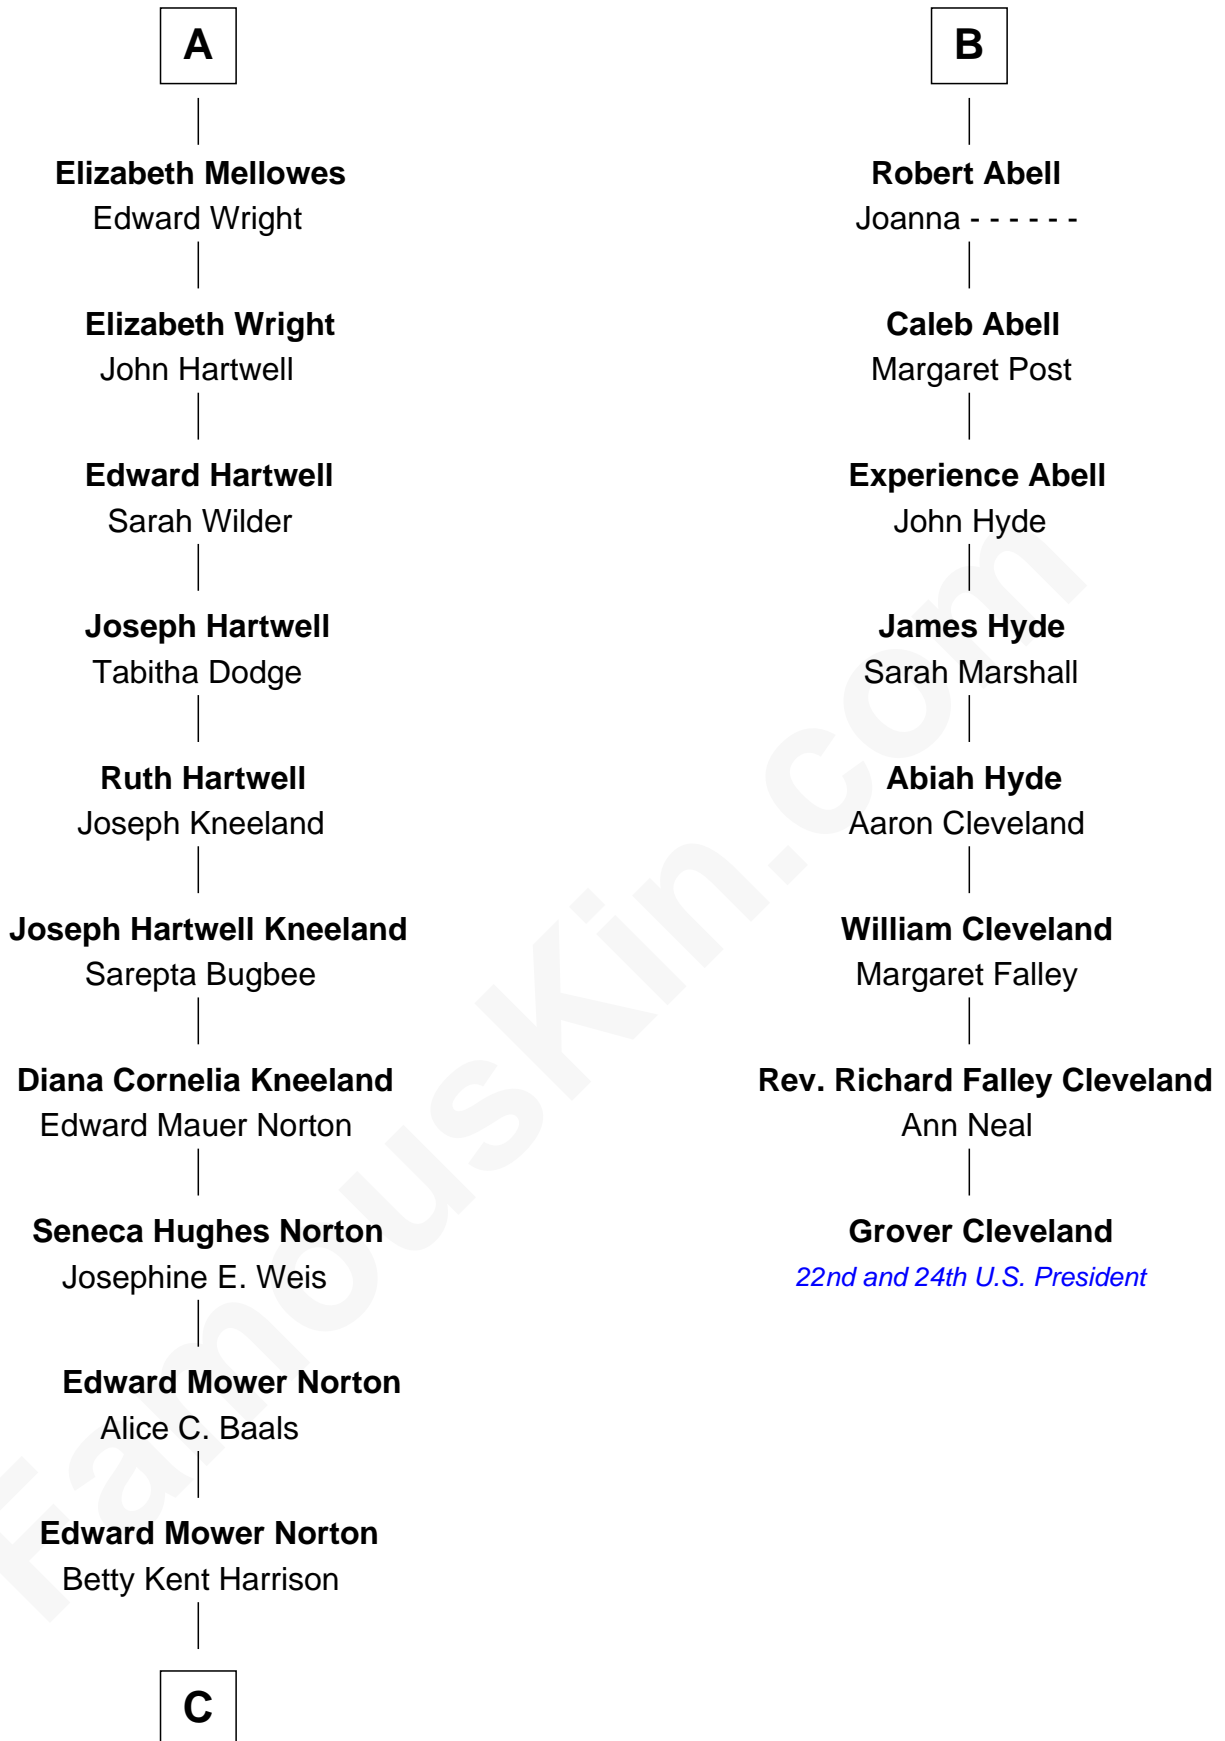 A
Elizabeth Mellowes
Edward Wright
Elizabeth Wright
John Hartwell
Edward Hartwell
Sarah Wilder
Joseph Hartwell
Tabitha Dodge
Ruth Hartwell
Joseph Kneeland
Joseph Hartwell Kneeland
Sarepta Bugbee
Diana Cornelia Kneeland
Edward Mauer Norton
Seneca Hughes Norton
Josephine E. Weis
Edward Mower Norton
Alice C. Baals
Edward Mower Norton
Betty Kent Harrison
C
B
Robert Abell
Joanna - - - - - -
Caleb Abell
Margaret Post
Experience Abell
John Hyde
James Hyde
Sarah Marshall
Abiah Hyde
Aaron Cleveland
William Cleveland
Margaret Falley
Rev. Richard Falley Cleveland
Ann Neal
Grover Cleveland
22nd and 24th U.S. President
FamousKin.com